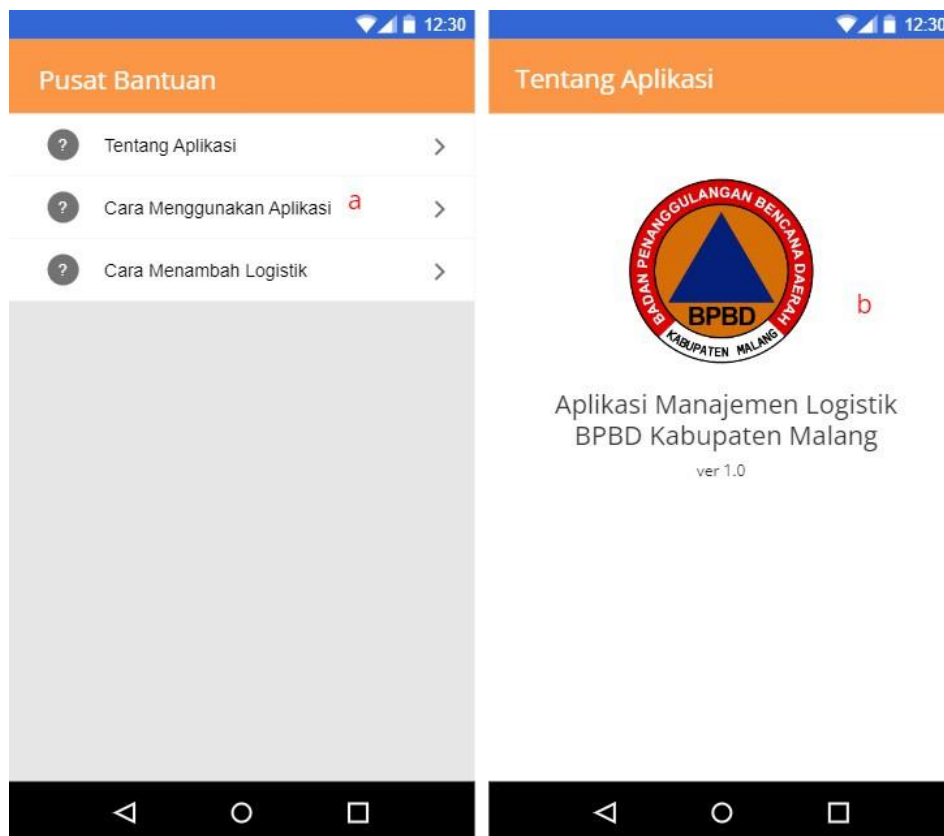 12:30
Pusat Bantuan
? Tentang Aplikasi
? Cara Menggunakan Aplikasi a
? Cara Menambah Logistik
12:30
Tentang Aplikasi
BADAN PENANGGULANGAN BENCANA DAERAH
BPBD
KABUPATEN MALANG
b
Aplikasi Manajemen Logistik
BPBD Kabupaten Malang
ver 1.0